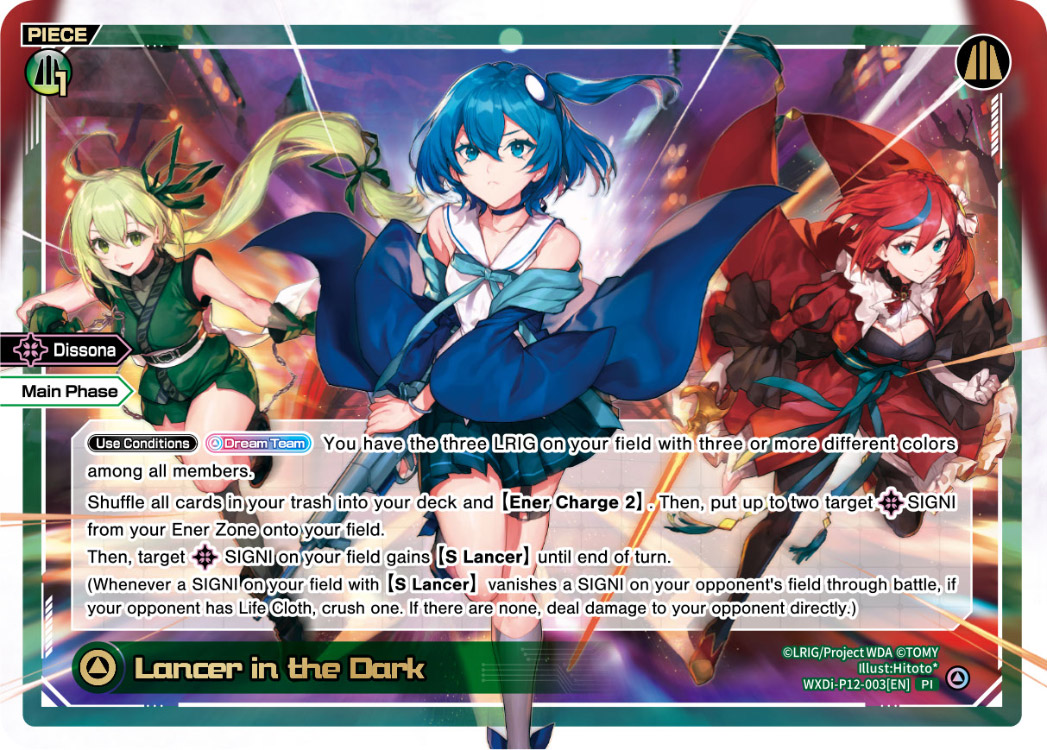 PIECE
1
Dissona
Main Phase
Use Conditions Dream Team You have the three LRIG on your field with three or more different colors
among all members.
Shuffle all cards in your trash into your deck and 【Ener Charge 2】. Then, put up to two target SIGNI
from your Ener Zone onto your field.
Then, target SIGNI on your field gains 【S Lancer】 until end of turn.
(Whenever a SIGNI on your field with 【S Lancer】 vanishes a SIGNI on your opponent's field through battle, if
your opponent has Life Cloth, crush one. If there are none, deal damage to your opponent directly.)
Lancer in the Dark
©LRIG/Project WDA ©TOMY
Illust:Hitoto*
WXDi-P12-003[EN] PI